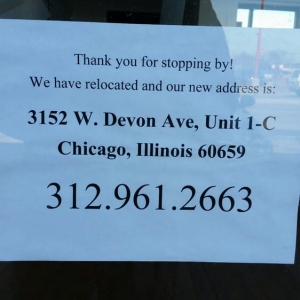 Thank you for stopping by!
We have relocated and our new address is:
3152 W. Devon Ave, Unit 1-C
Chicago, Illinois 60659
312.961.2663